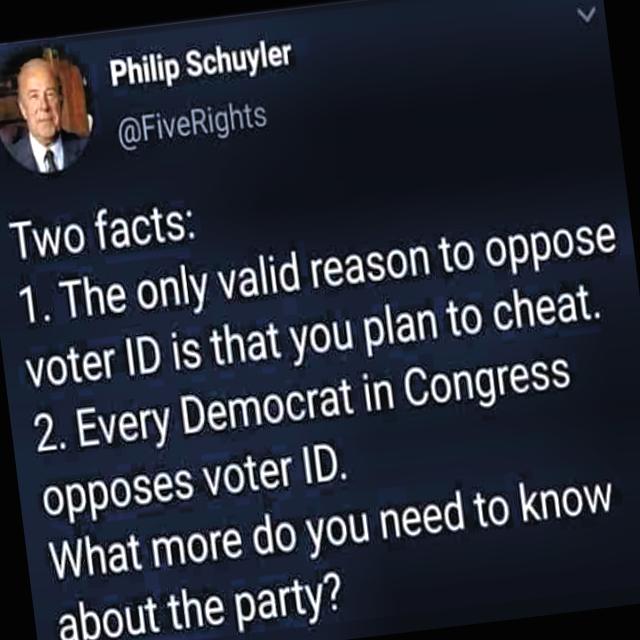 Philip Schuyler
@FiveRights
Two facts:
1. The only valid reason to oppose
voter ID is that you plan to cheat.
2. Every Democrat in Congress
opposes voter ID.
What more do you need to know
about the party?